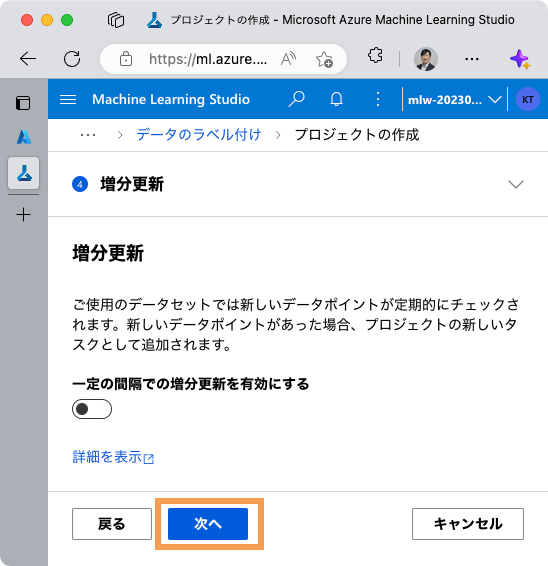 プロジェクトの作成 - Microsoft Azure Machine Learning Studio
https://ml.azure....
Machine Learning Studio
mlw-20230...
KT
… > データのラベル付け > プロジェクトの作成
4 増分更新
増分更新
ご使用のデータセットでは新しいデータポイントが定期的にチェックさ
れます。新しいデータポイントがあった場合、プロジェクトの新しいタ
スクとして追加されます。
一定の間隔での増分更新を有効にする
詳細を表示
戻る
次へ
キャンセル